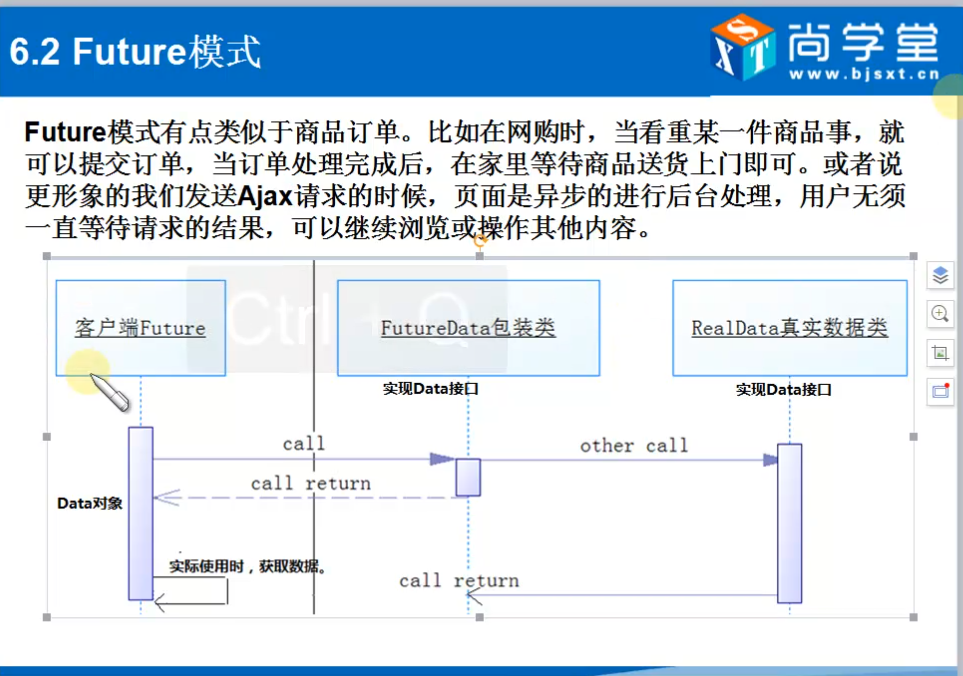 6.2 Future模式
尚学堂
www.bjsxt.cn
SXT
Future模式有点类似于商品订单。比如在网购时，当看重某一件商品事，就
可以提交订单，当订单处理完成后，在家里等待商品送货上门即可。或者说
更形象的我们发送Ajax请求的时候，页面是异步的进行后台处理，用户无须
一直等待请求的结果，可以继续浏览或操作其他内容。
Ctrl + Q
客户端Future
FutureData包装类
RealData真实数据类
实现Data接口
实现Data接口
call
other call
call return
Data对象
实际使用时，获取数据。
call return